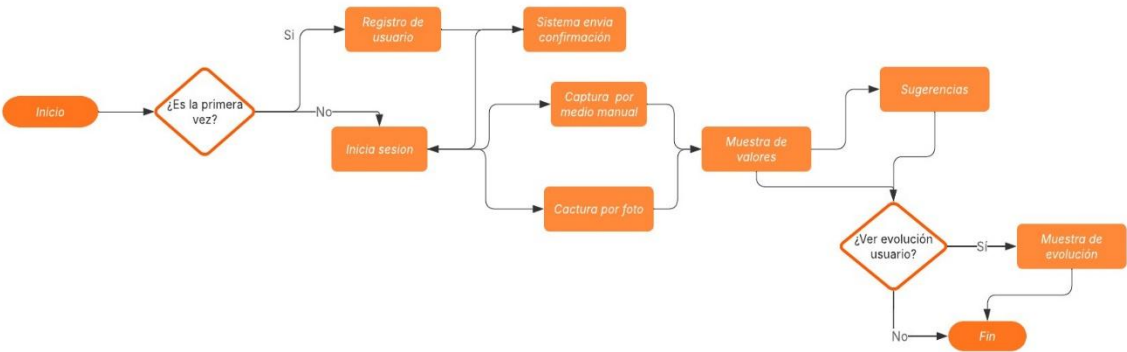 Inicio
¿Es la primera
vez?
Si
Registro de
usuario
Sistema envia
confirmación
No
Inicia sesion
Captura por
medio manual
Cactura por foto
Muestra de
valores
Sugerencias
¿Ver evolución
usuario?
Sí
Muestra de
evolución
No
Fin